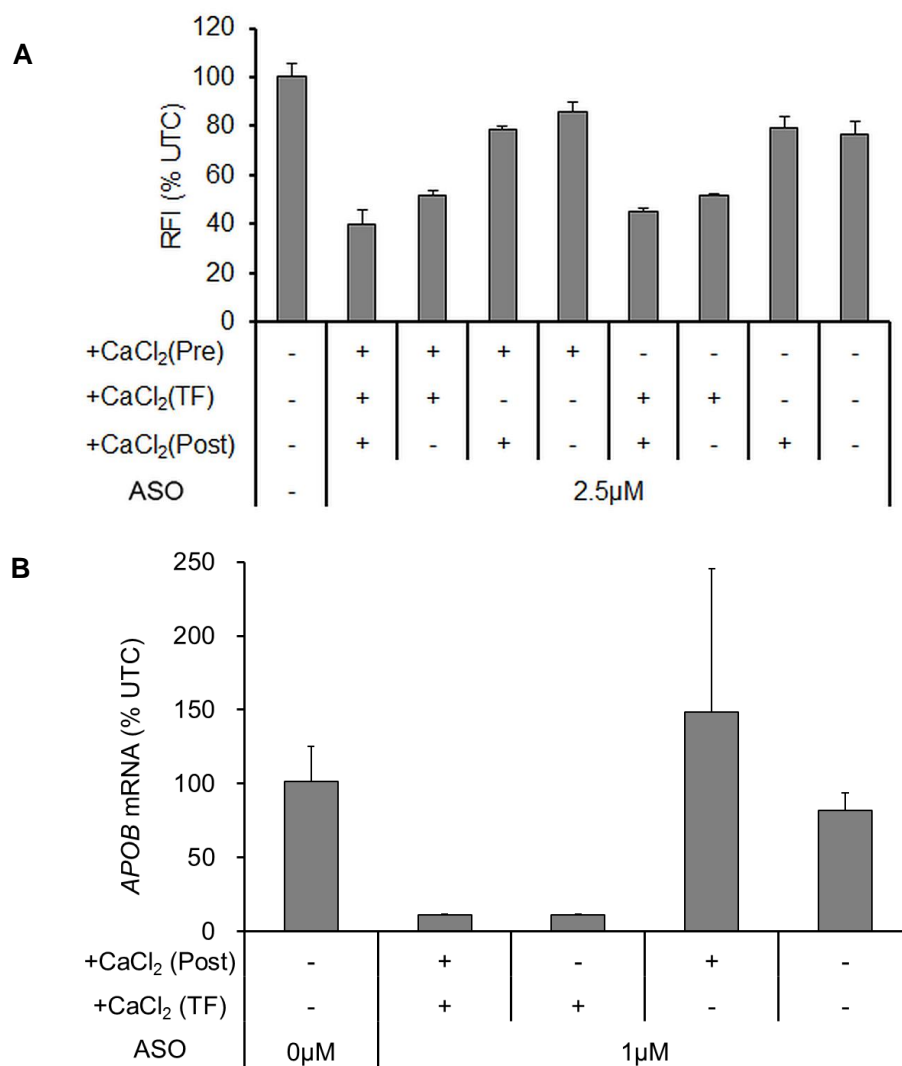 A
120
100
80
60
40
20
0
RFI (% UTC)
+CaCl₂(Pre) - + + + + - - - -
+CaCl₂(TF) - + + - - + + - -
+CaCl₂(Post) - + - + - + - + -
ASO - 2.5µM
B
250
200
150
100
50
0
APOB mRNA (% UTC)
+CaCl₂ (Post) - + - + -
+CaCl₂ (TF) - + + - -
ASO 0µM 1µM